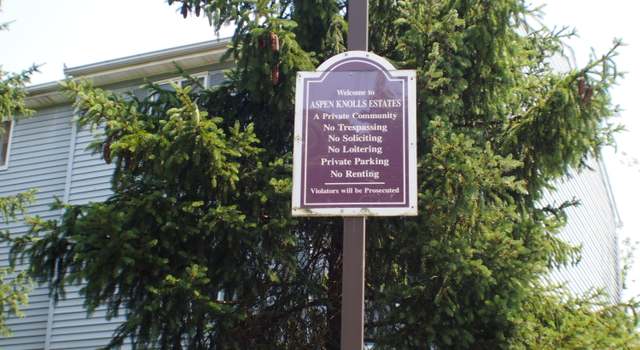 Welcome to
ASPEN KNOLLS ESTATES
A Private Community
No Trespassing
No Soliciting
No Loitering
Private Parking
No Renting
Violators will be Prosecuted